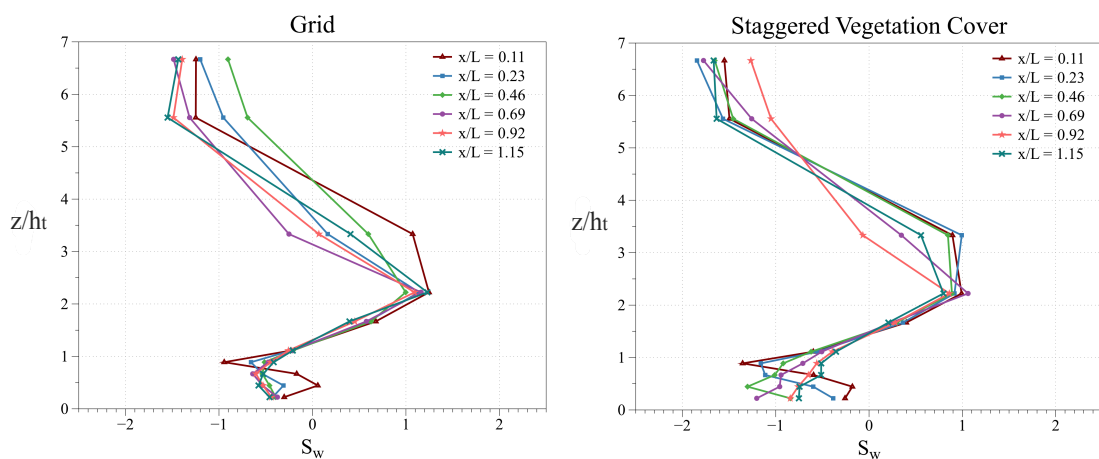 Grid
7
6
5
4
3
2
1
0
z/ht
−2
−1
0
1
2
Sw
x/L = 0.11
x/L = 0.23
x/L = 0.46
x/L = 0.69
x/L = 0.92
x/L = 1.15
Staggered Vegetation Cover
7
6
5
4
3
2
1
0
z/ht
−2
−1
0
1
2
Sw
x/L = 0.11
x/L = 0.23
x/L = 0.46
x/L = 0.69
x/L = 0.92
x/L = 1.15